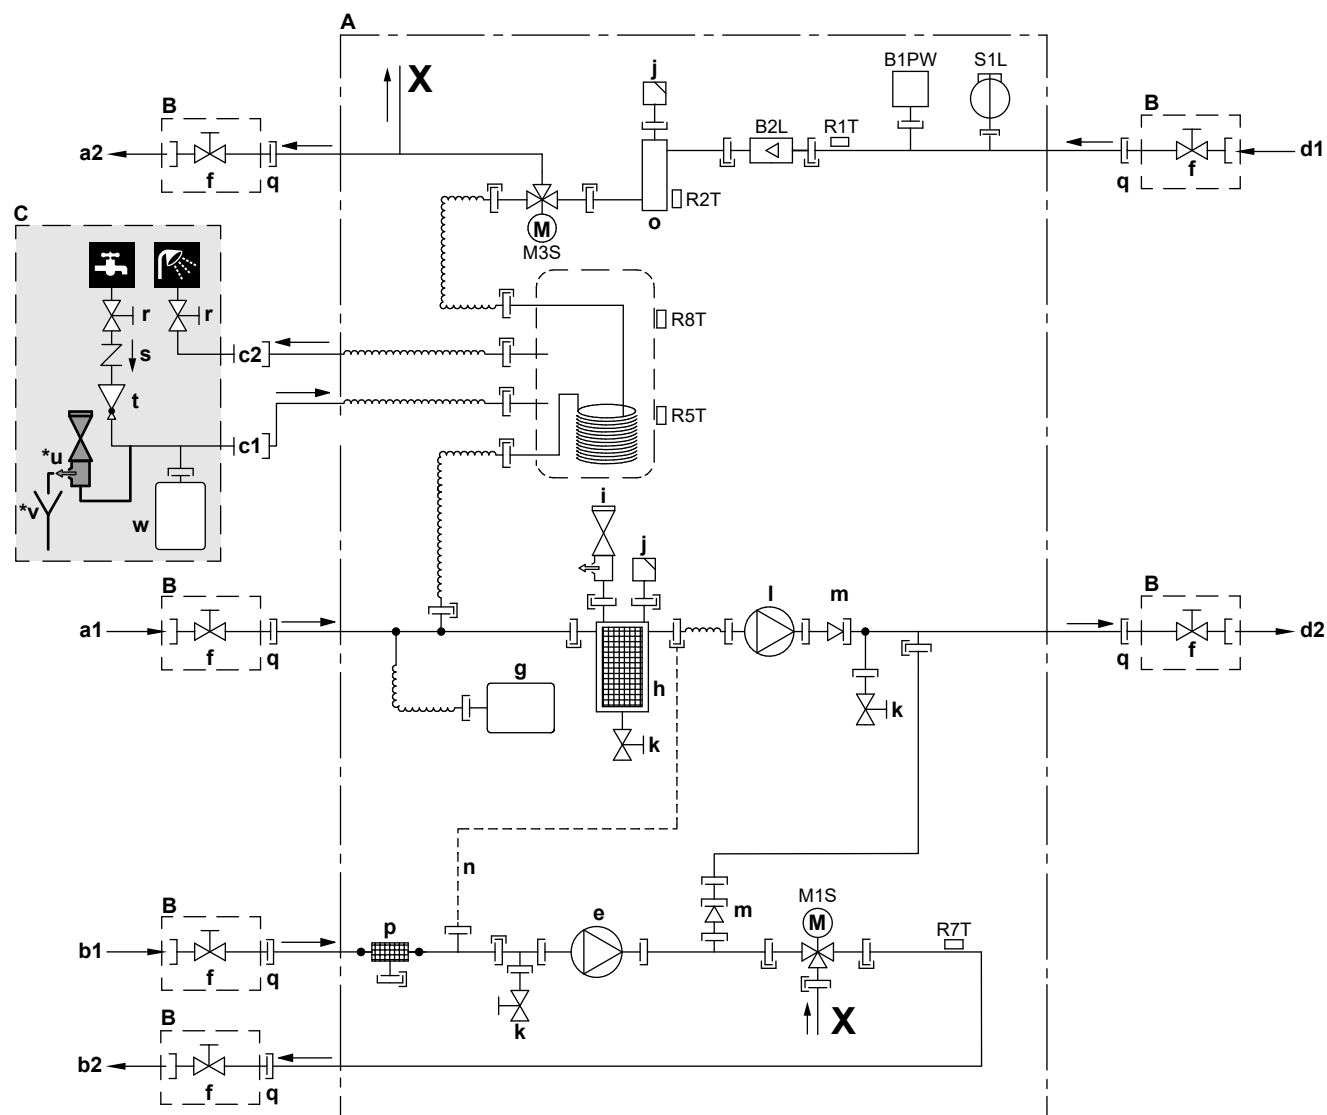 A
X
j
B1PW
S1L
B
B
a2
B2L
R1T
d1
f
q
q
f
C
R2T
o
M
M3S
r
r
R8T
s
c2
t
R5T
*u
c1
*v
w
i
j
B
B
l
m
a1
d2
f
q
q
f
g
h
k
k
n
B
M1S
p
e
m
M
R7T
b1
f
q
k
X
B
b2
f
q